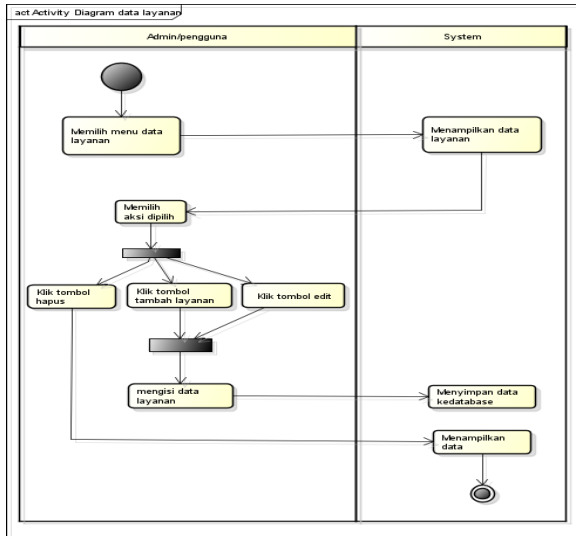 act Activity Diagram data layanan
Admin/pengguna
System
Memilih menu data
layanan
Menampilkan data
layanan
Memilih
aksi dipilih
Klik tombol
hapus
Klik tombol
tambah layanan
Klik tombol edit
mengisi data
layanan
Menyimpan data
kedatabase
Menampilkan
data